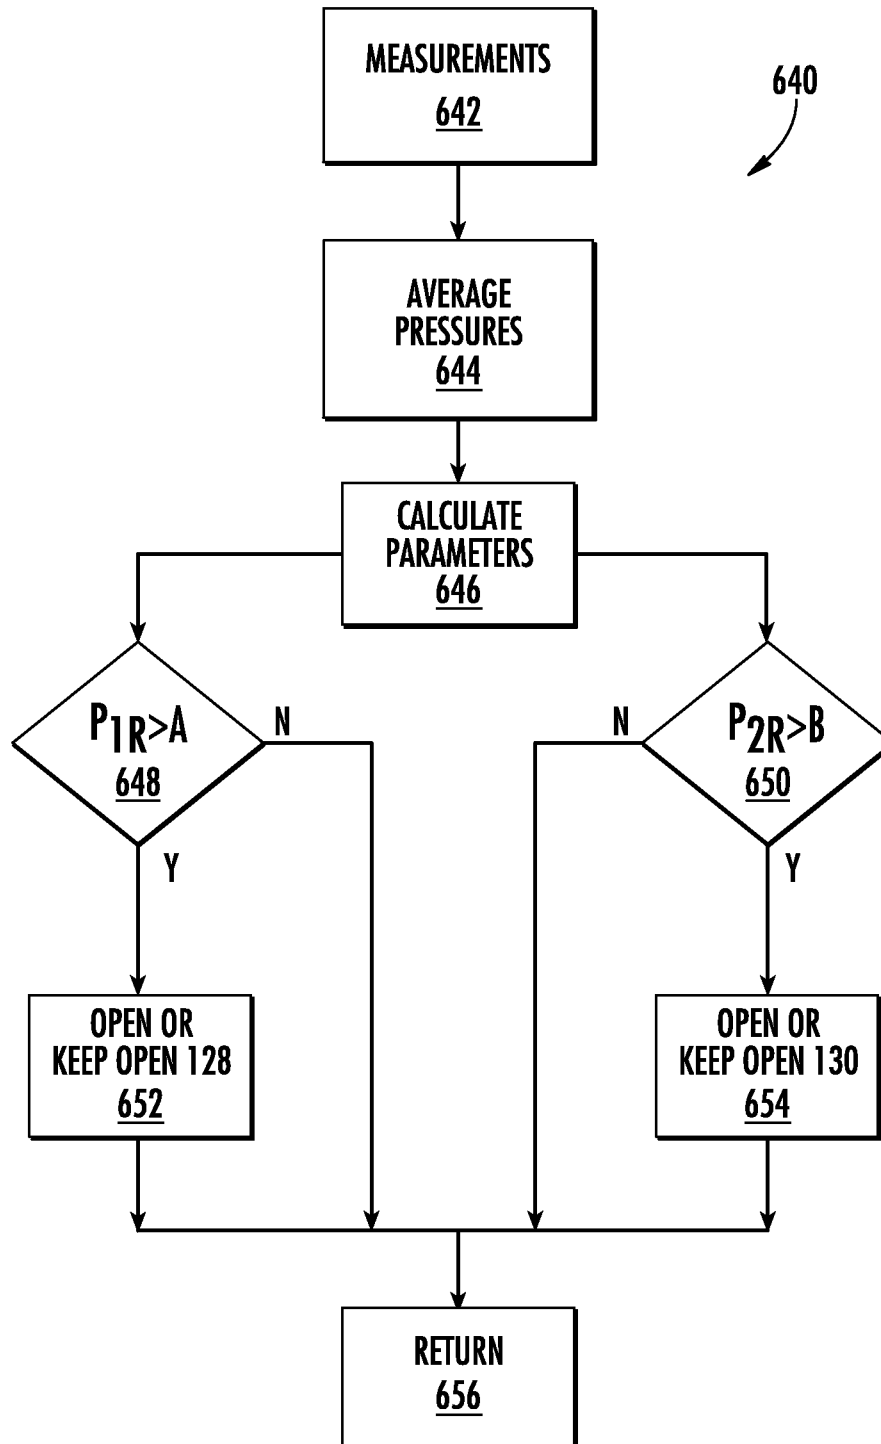 MEASUREMENTS
642
640
AVERAGE
PRESSURES
644
CALCULATE
PARAMETERS
646
P1R>A
648
N
Y
N
P2R>B
650
Y
OPEN OR
KEEP OPEN 128
652
OPEN OR
KEEP OPEN 130
654
RETURN
656